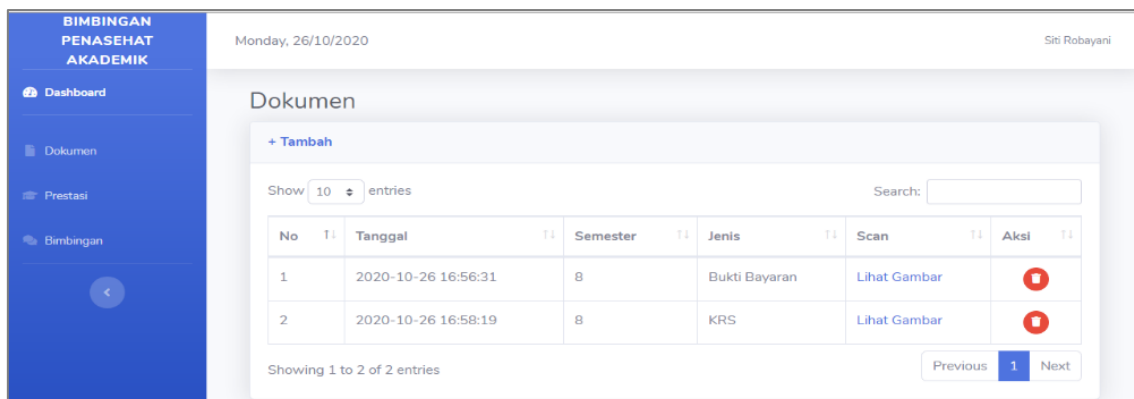 BIMBINGAN
PENASEHAT
AKADEMIK
Dashboard
Dokumen
Prestasi
Bimbingan
Monday, 26/10/2020
Siti Robayani
Dokumen
+ Tambah
Show 10 entries
Search:
No Tanggal Semester Jenis Scan Aksi
1 2020-10-26 16:56:31 8 Bukti Bayaran Lihat Gambar
2 2020-10-26 16:58:19 8 KRS Lihat Gambar
Showing 1 to 2 of 2 entries
Previous 1 Next